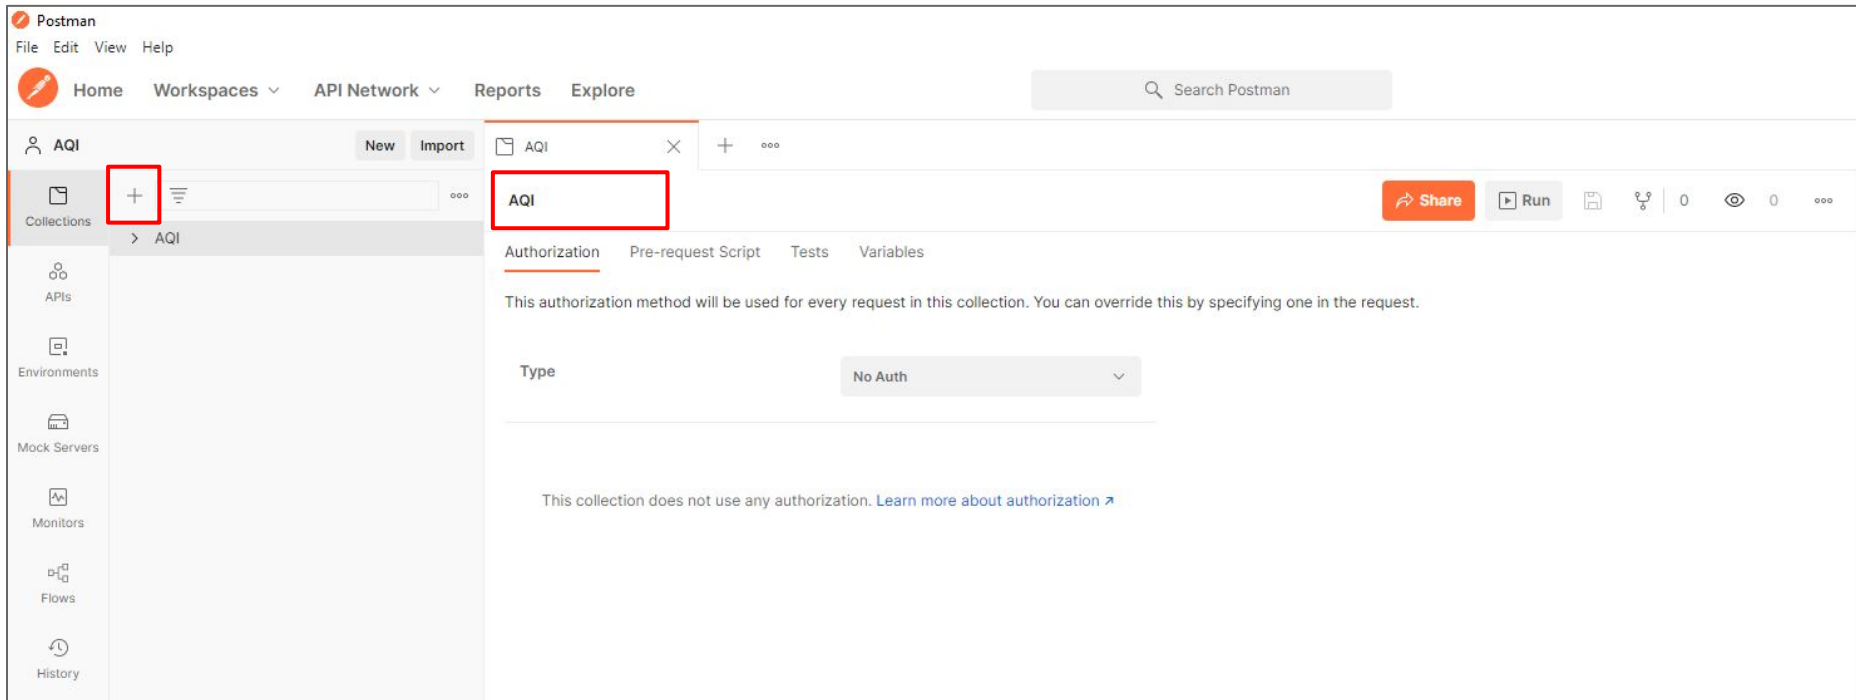 Postman
File Edit View Help
Home Workspaces API Network Reports Explore Search Postman
AQI New Import AQI
Collections
AQI
AQI
Share Run 0 0
APIs
Environments
Mock Servers
Monitors
Flows
History
Authorization Pre-request Script Tests Variables
This authorization method will be used for every request in this collection. You can override this by specifying one in the request.
Type No Auth
This collection does not use any authorization. Learn more about authorization